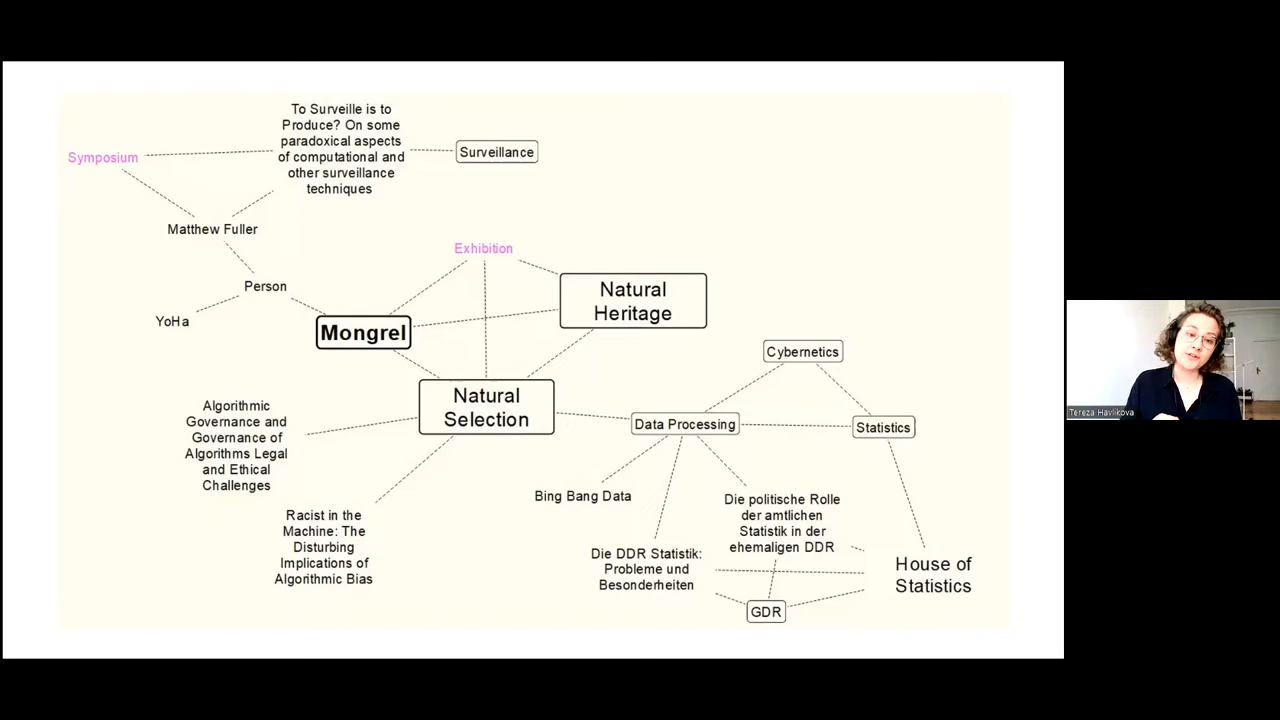 To Surveille is to
Produce? On some
paradoxical aspects
of computational and
other surveillance
techniques
Symposium
Surveillance
Matthew Fuller
Exhibition
Person
Natural
Heritage
YoHa
Mongrel
Cybernetics
Natural
Selection
Algorithmic
Governance and
Governance of
Algorithms Legal
and Ethical
Challenges
Data Processing
Statistics
Bing Bang Data
Die politische Rolle
der amtlichen
Statistik in der
ehemaligen DDR
Racist in the
Machine: The
Disturbing
Implications of
Algorithmic Bias
Die DDR Statistik:
Probleme und
Besonderheiten
House of
Statistics
GDR
Tereza Havlikova